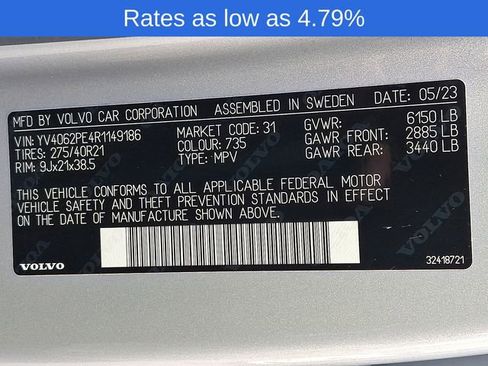 Rates as low as 4.79%
MFD BY VOLVO CAR CORPORATION ASSEMBLED IN SWEDEN DATE: 05/23
VIN: YV4062PE4R1149186 MARKET CODE: 31 GVWR: 6150 LB
TIRES: 275/40R21 COLOUR: 735 GAWR FRONT: 2885 LB
RIM: 9Jx21x38.5 TYPE: MPV GAWR REAR: 3440 LB
THIS VEHICLE CONFORMS TO ALL APPLICABLE FEDERAL MOTOR
VEHICLE SAFETY AND THEFT PREVENTION STANDARDS IN EFFECT
ON THE DATE OF MANUFACTURE SHOWN ABOVE.
VOLVO
32418721